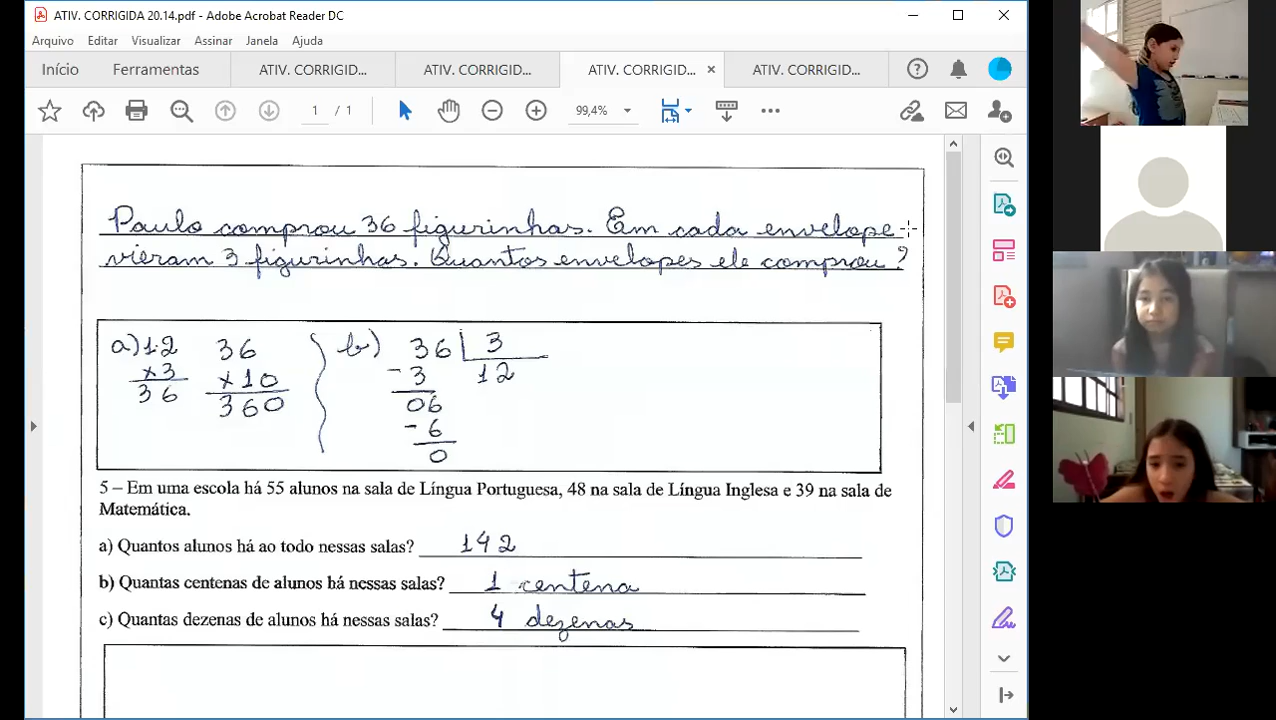 ATIV. CORRIGIDA 20.14.pdf - Adobe Acrobat Reader DC
Arquivo Editar Visualizar Assinar Janela Ajuda
Início Ferramentas ATIV. CORRIGID... ATIV. CORRIGID... ATIV. CORRIGID... ATIV. CORRIGID...
1 / 1 99,4%
Paulo comprou 36 figurinhas. Em cada envelope
vieram 3 figurinhas. Quantos envelopes ele comprou?
a) 12 36 b) 36 3
x3 x10 -3 12
36 360 06
-6
0
5 – Em uma escola há 55 alunos na sala de Língua Portuguesa, 48 na sala de Língua Inglesa e 39 na sala de
Matemática.
a) Quantos alunos há ao todo nessas salas? 142
b) Quantas centenas de alunos há nessas salas? 1 centena
c) Quantas dezenas de alunos há nessas salas? 4 dezenas